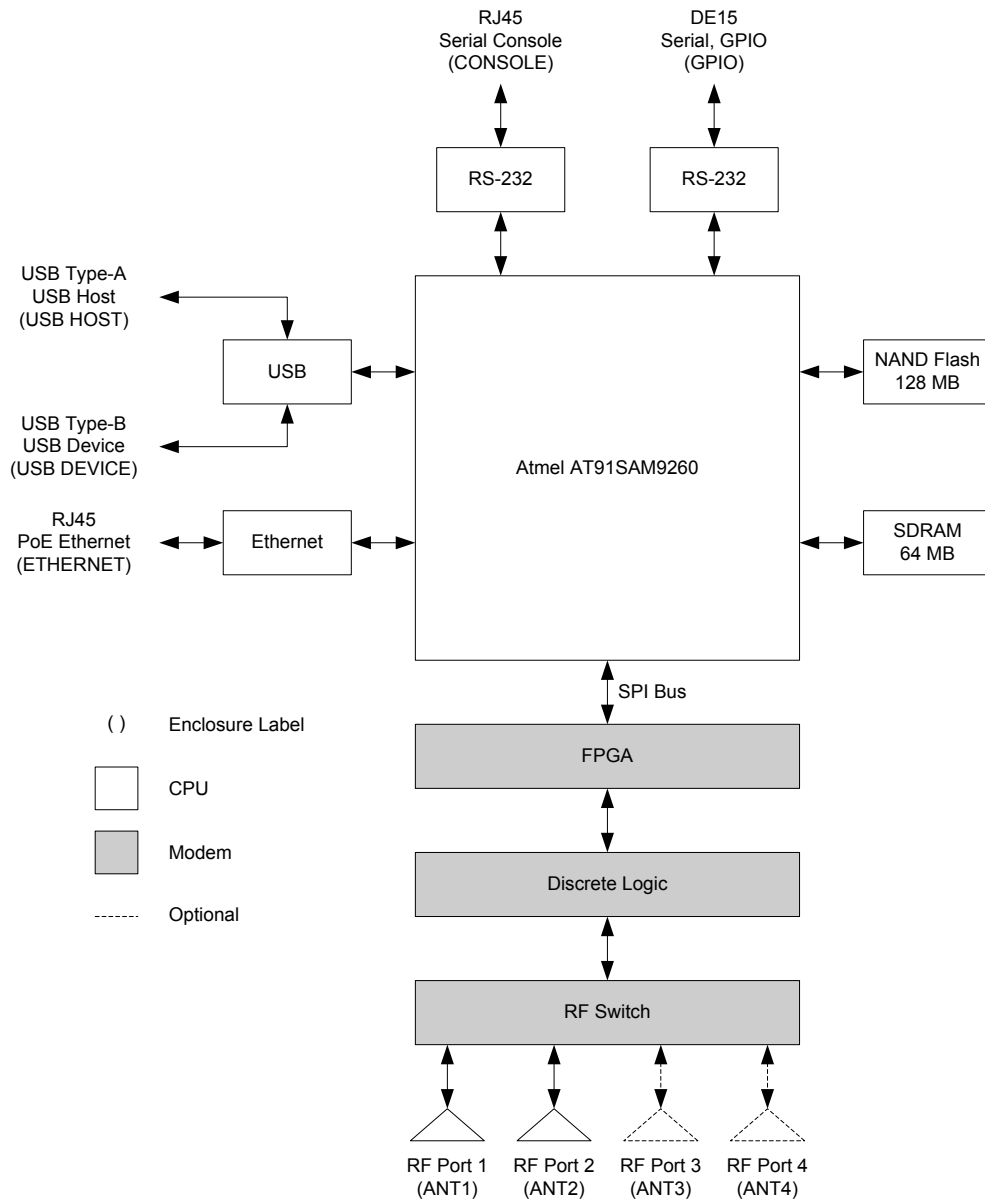 RJ45
Serial Console
(CONSOLE)
DE15
Serial, GPIO
(GPIO)
RS-232
RS-232
USB Type-A
USB Host
(USB HOST)
USB
NAND Flash
128 MB
USB Type-B
USB Device
(USB DEVICE)
Atmel AT91SAM9260
RJ45
PoE Ethernet
(ETHERNET)
Ethernet
SDRAM
64 MB
SPI Bus
( ) Enclosure Label
FPGA
CPU
Modem
Discrete Logic
Optional
RF Switch
RF Port 1
(ANT1)
RF Port 2
(ANT2)
RF Port 3
(ANT3)
RF Port 4
(ANT4)